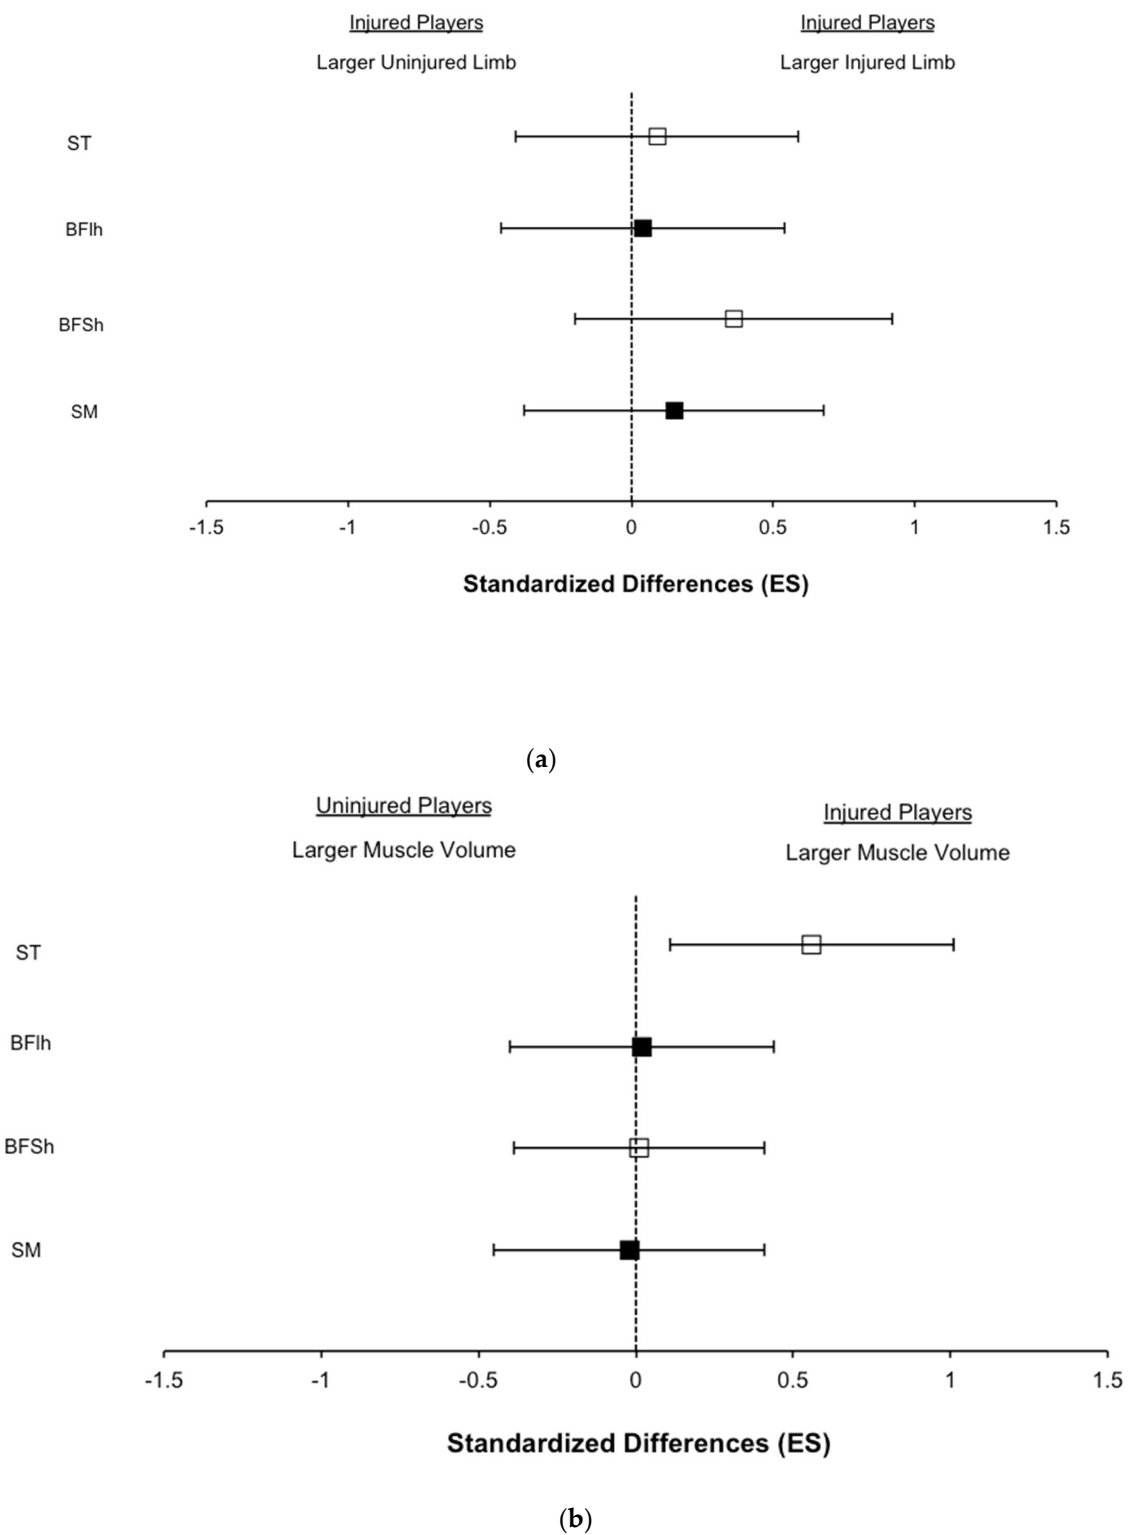 Injured Players Injured Players
Larger Uninjured Limb Larger Injured Limb
ST
BFlh
BFSh
SM
-1.5 -1 -0.5 0 0.5 1 1.5
Standardized Differences (ES)
(a)
Uninjured Players Injured Players
Larger Muscle Volume Larger Muscle Volume
ST
BFlh
BFSh
SM
-1.5 -1 -0.5 0 0.5 1 1.5
Standardized Differences (ES)
(b)